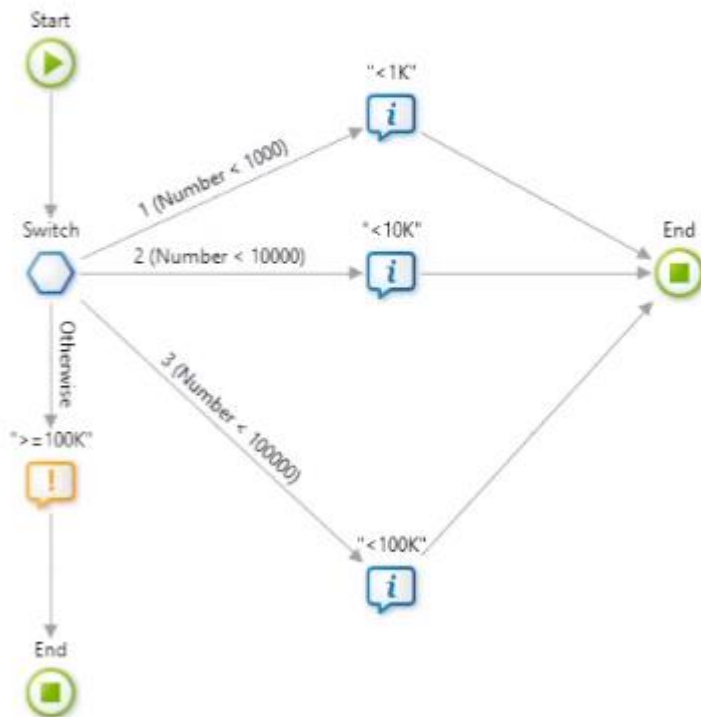 Start
"<1K"
1 (Number < 1000)
Switch
2 (Number < 10000)
"<10K"
End
Otherwise
3 (Number < 100000)
">=100K"
!
"<100K"
i
i
i
End